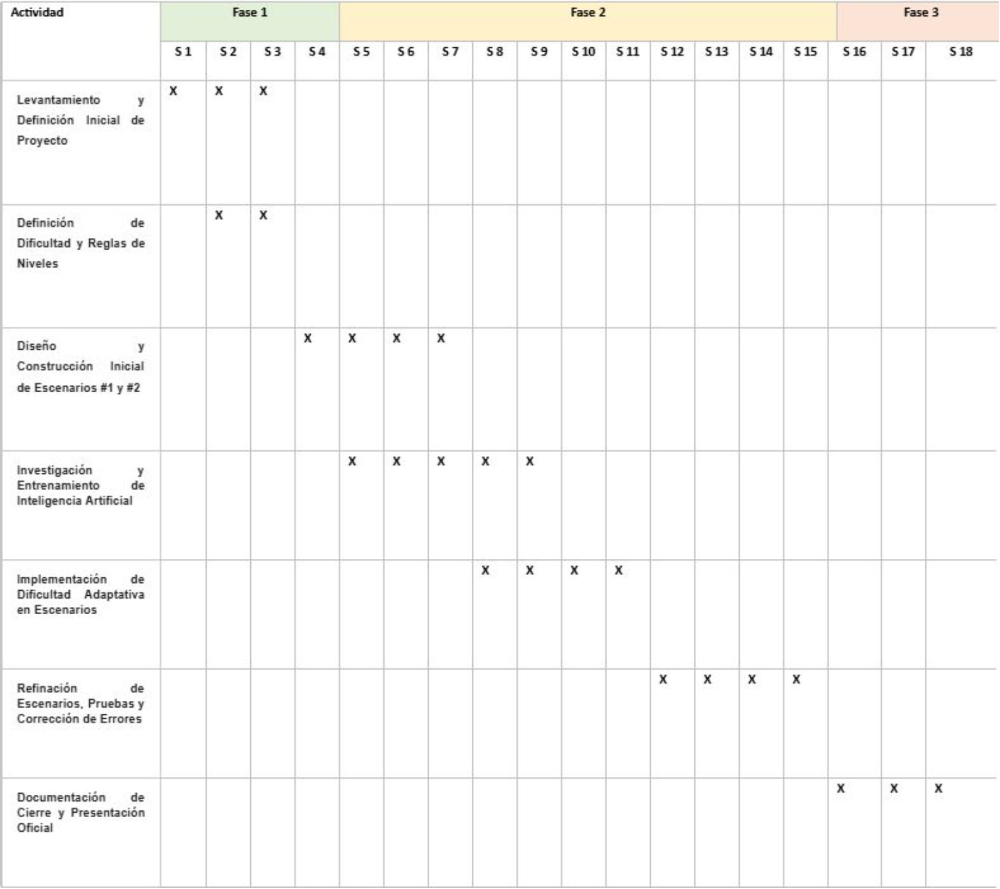 Actividad Fase 1 Fase 2 Fase 3
S 1 S 2 S 3 S 4 S 5 S 6 S 7 S 8 S 9 S 10 S 11 S 12 S 13 S 14 S 15 S 16 S 17 S 18
X X X
Levantamiento y
Definición Inicial de
Proyecto
X X
Definición de
Dificultad y Reglas de
Niveles
X X X X
Diseño y
Construcción Inicial
de Escenarios #1 y #2
X X X X X
Investigación y
Entrenamiento de
Inteligencia Artificial
X X X X
Implementación de
Dificultad Adaptativa
en Escenarios
X X X X
Refinación de
Escenarios, Pruebas y
Corrección de Errores
X X X
Documentación de
Cierre y Presentación
Oficial